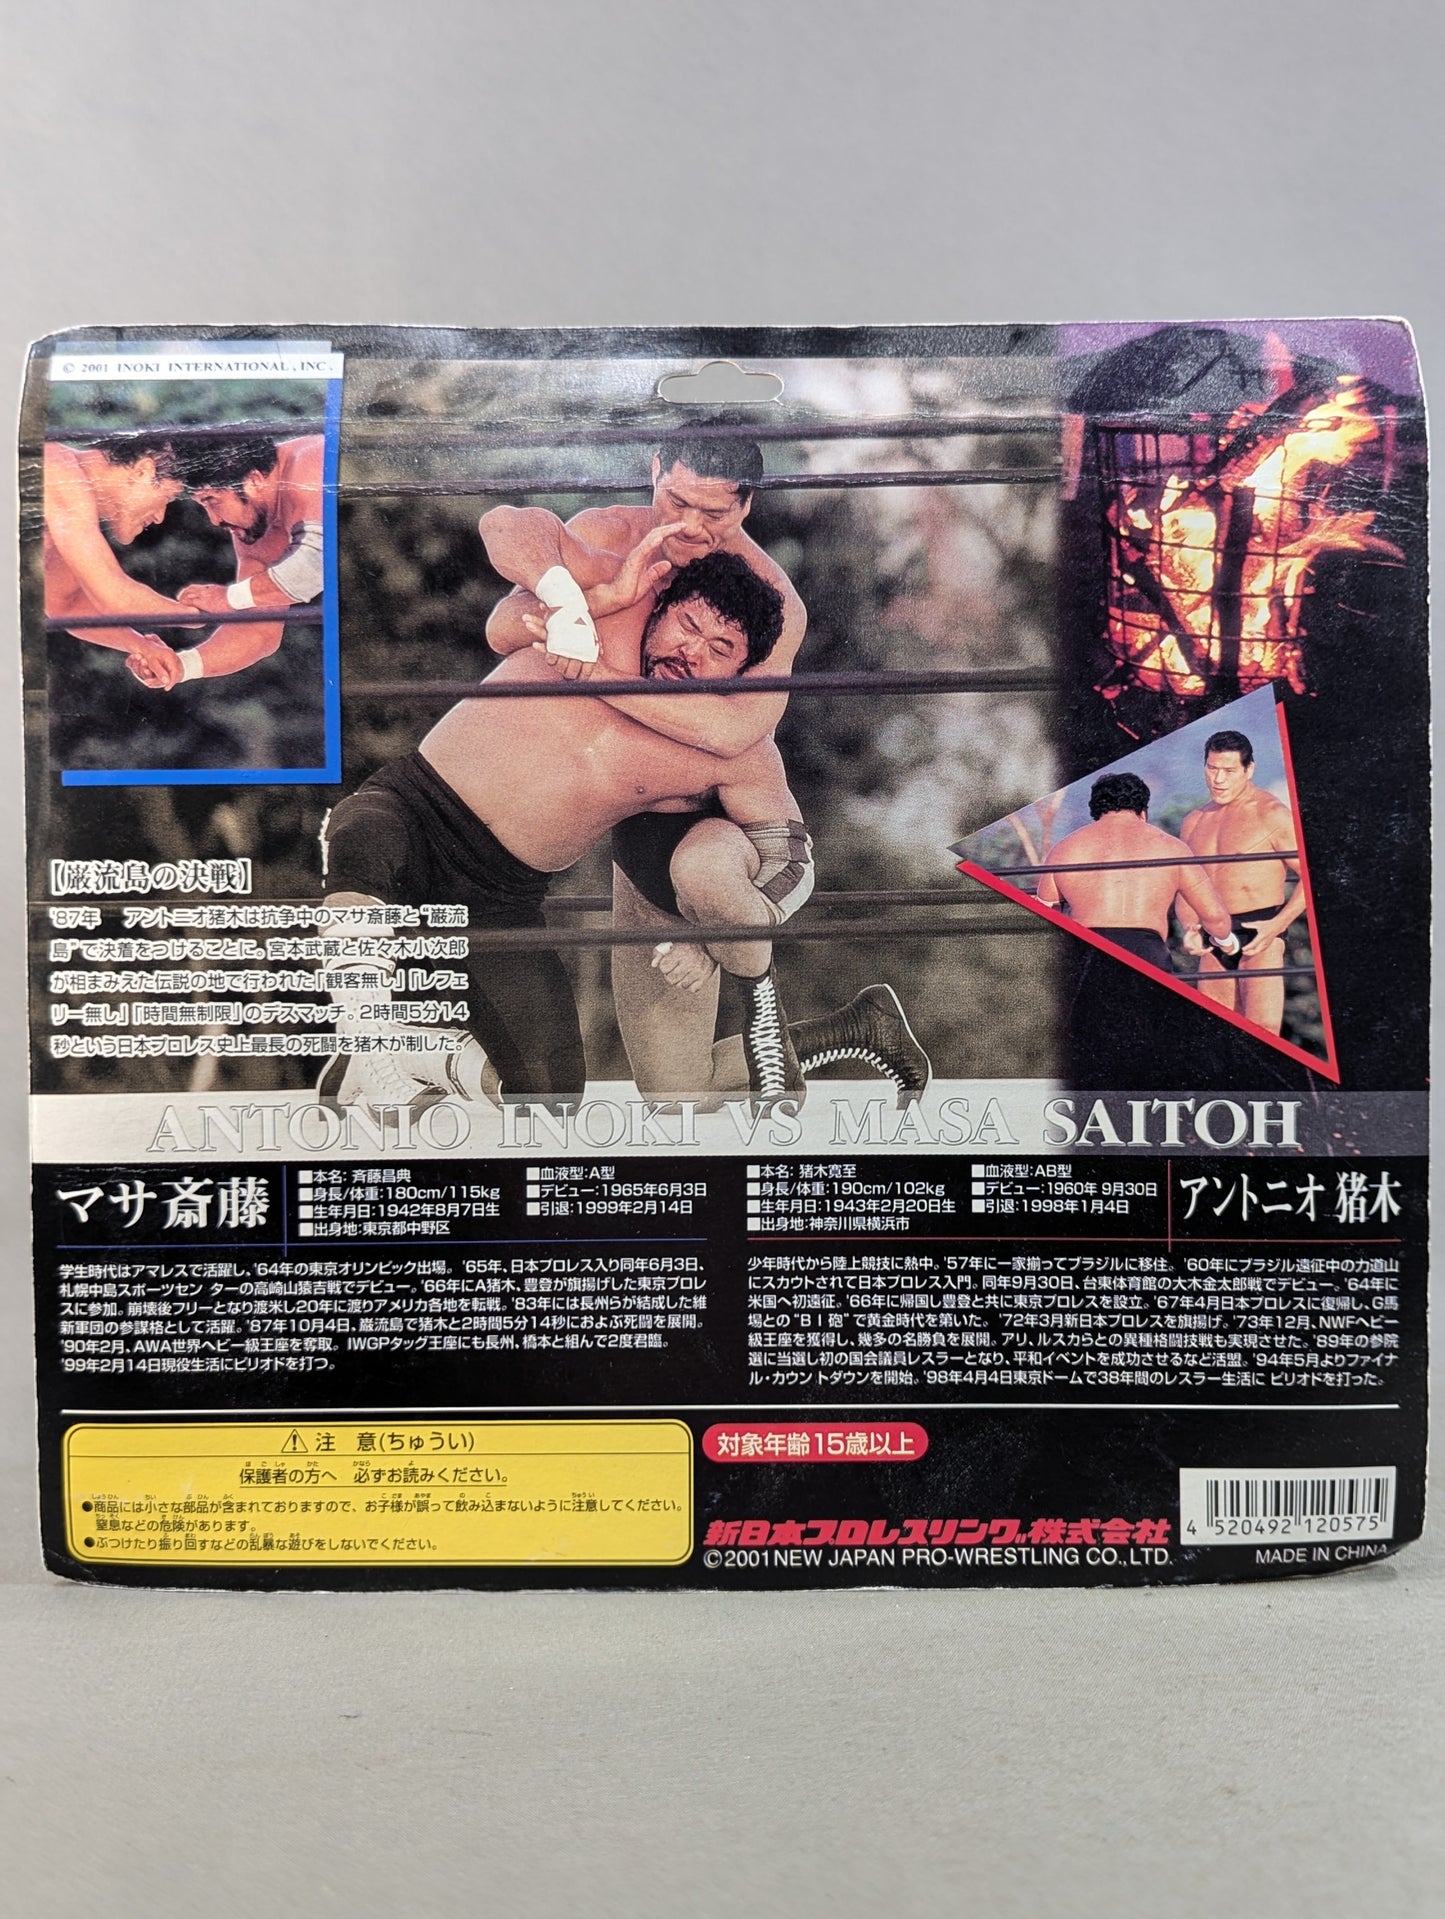 © 2001 INOKI INTERNATIONAL, INC.
【巌流島の決戦】
'87年 アントニオ猪木は抗争中のマサ斎藤と“巌流
島”で決着をつけることに。宮本武蔵と佐々木小次郎
が相まみえた伝説の地で行われた「観客無し」「レフェ
リー無し」「時間無制限」のデスマッチ。2時間5分14
秒という日本プロレス史上最長の死闘を猪木が制した。
ANTONIO INOKI VS MASA SAITOH
マサ斎藤
■本名: 斉藤昌典
■身長/体重:180cm/115kg
■生年月日:1942年8月7日生
■出身地:東京都中野区
■血液型:A型
■デビュー:1965年6月3日
■引退:1999年2月14日
学生時代はアマレスで活躍し、'64年の東京オリンピック出場。'65年、日本プロレス入り同年6月3日、
札幌中島スポーツセン ターの高崎山猿吉戦でデビュー。'66年にA猪木、豊登が旗揚げした東京プロレ
スに参加。崩壊後フリーとなり渡米し20年に渡りアメリカ各地を転戦。'83年には長州らが結成した維
新軍団の参謀格として活躍。'87年10月4日、巌流島で猪木と2時間5分14秒におよぶ死闘を展開。
'90年2月、AWA世界ヘビー級王座を奪取。IWGPタッグ王座にも長州、橋本と組んで2度君臨。
'99年2月14日現役生活にピリオドを打つ。
■本名: 猪木寛至
■身長/体重:190cm/102kg
■生年月日:1943年2月20日生
■出身地:神奈川県横浜市
■血液型:AB型
■デビュー:1960年 9月30日
■引退:1998年1月4日
アントニオ 猪木
少年時代から陸上競技に熱中。'57年に一家揃ってブラジルに移住。'60年にブラジル遠征中の力道山
にスカウトされて日本プロレス入門。同年9月30日、台東体育館の大木金太郎戦でデビュー。'64年に
米国へ初遠征。'66年に帰国し豊登と共に東京プロレスを設立。'67年4月日本プロレスに復帰し、G馬
場との “BI砲”で黄金時代を築いた。'72年3月新日本プロレスを旗揚げ。'73年12月、NWFヘビー
級王座を獲得し、幾多の名勝負を展開。アリ、ルスカらとの異種格闘技戦も実現させた。'89年の参院
選に当選し初の国会議員レスラーとなり、平和イベントを成功させるなど活盟。'94年5月よりファイナ
ル・カウン トダウンを開始。'98年4月4日東京ドームで38年間のレスラー生活に ピリオドを打った。
⚠注 意(ちゅうい)
保護者の方へ 必ずお読みください。
●商品には小さな部品が含まれておりますので、お子様が誤って飲み込まないように注意してください。
窒息などの危険があります。
●ぶつけたり振り回すなどの乱暴な遊びをしないでください。
対象年齢15歳以上
新日本プロレスリング株式会社
©2001NEW JAPAN PRO-WRESTLING CO.,LTD.
4 520492 120575
MADE IN CHINA